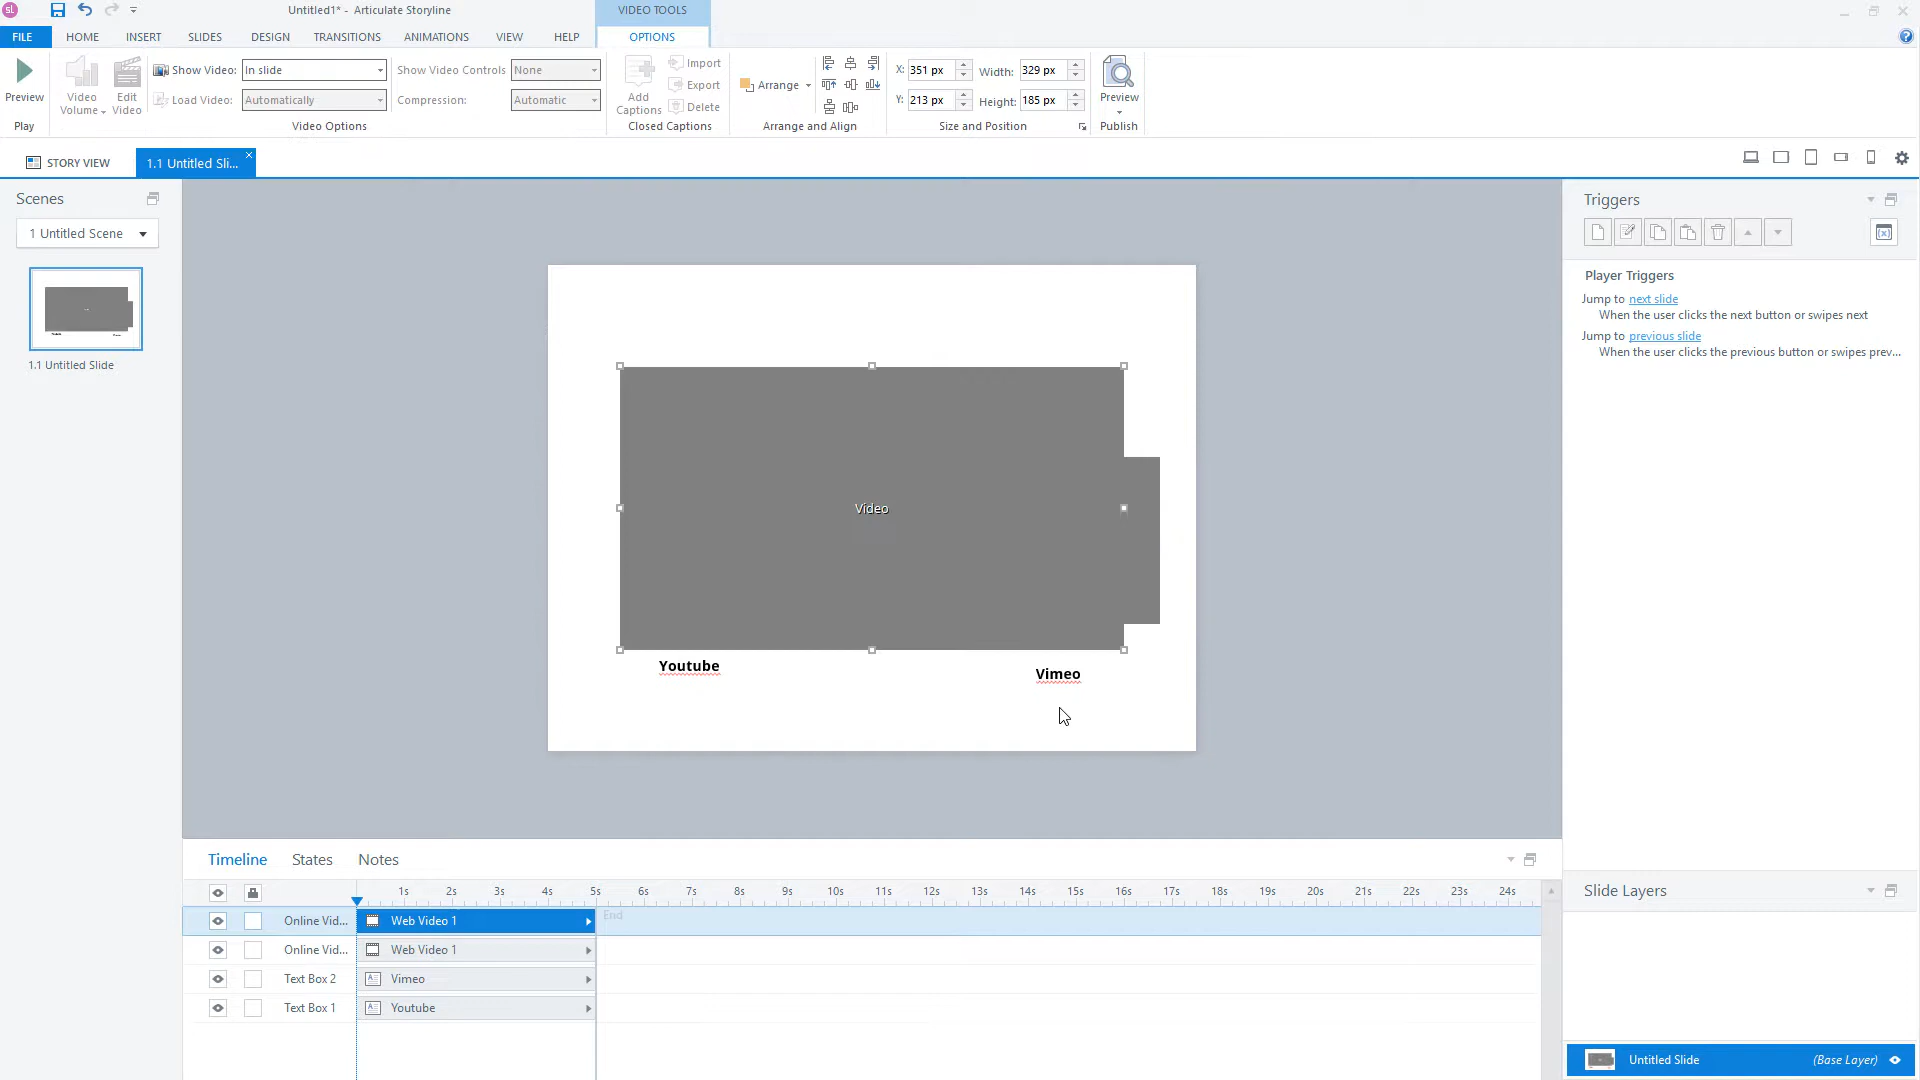 SL
Untitled1* - Articulate Storyline
VIDEO TOOLS
FILE
HOME
INSERT
SLIDES
DESIGN
TRANSITIONS
ANIMATIONS
VIEW
HELP
OPTIONS
Preview
Play
Video
Volume
Edit
Video
Show Video:
In slide
Show Video Controls
None
Load Video:
Automatically
Compression:
Automatic
Video Options
Add
Captions
Import
Export
Delete
Closed Captions
Arrange
Arrange and Align
X: 351 px
Width: 329 px
Y: 213 px
Height: 185 px
Size and Position
Preview
Publish
STORY VIEW
1.1 Untitled Sli...
Scenes
1 Untitled Scene
1.1 Untitled Slide
Video
Youtube
Vimeo
Triggers
Player Triggers
Jump to next slide
When the user clicks the next button or swipes next
Jump to previous slide
When the user clicks the previous button or swipes prev...
Timeline
States
Notes
1s 2s 3s 4s 5s 6s 7s 8s 9s 10s 11s 12s 13s 14s 15s 16s 17s 18s 19s 20s 21s 22s 23s 24s
Online Vid...
Web Video 1
End
Online Vid...
Web Video 1
Text Box 2
Vimeo
Text Box 1
Youtube
Slide Layers
Untitled Slide
(Base Layer)